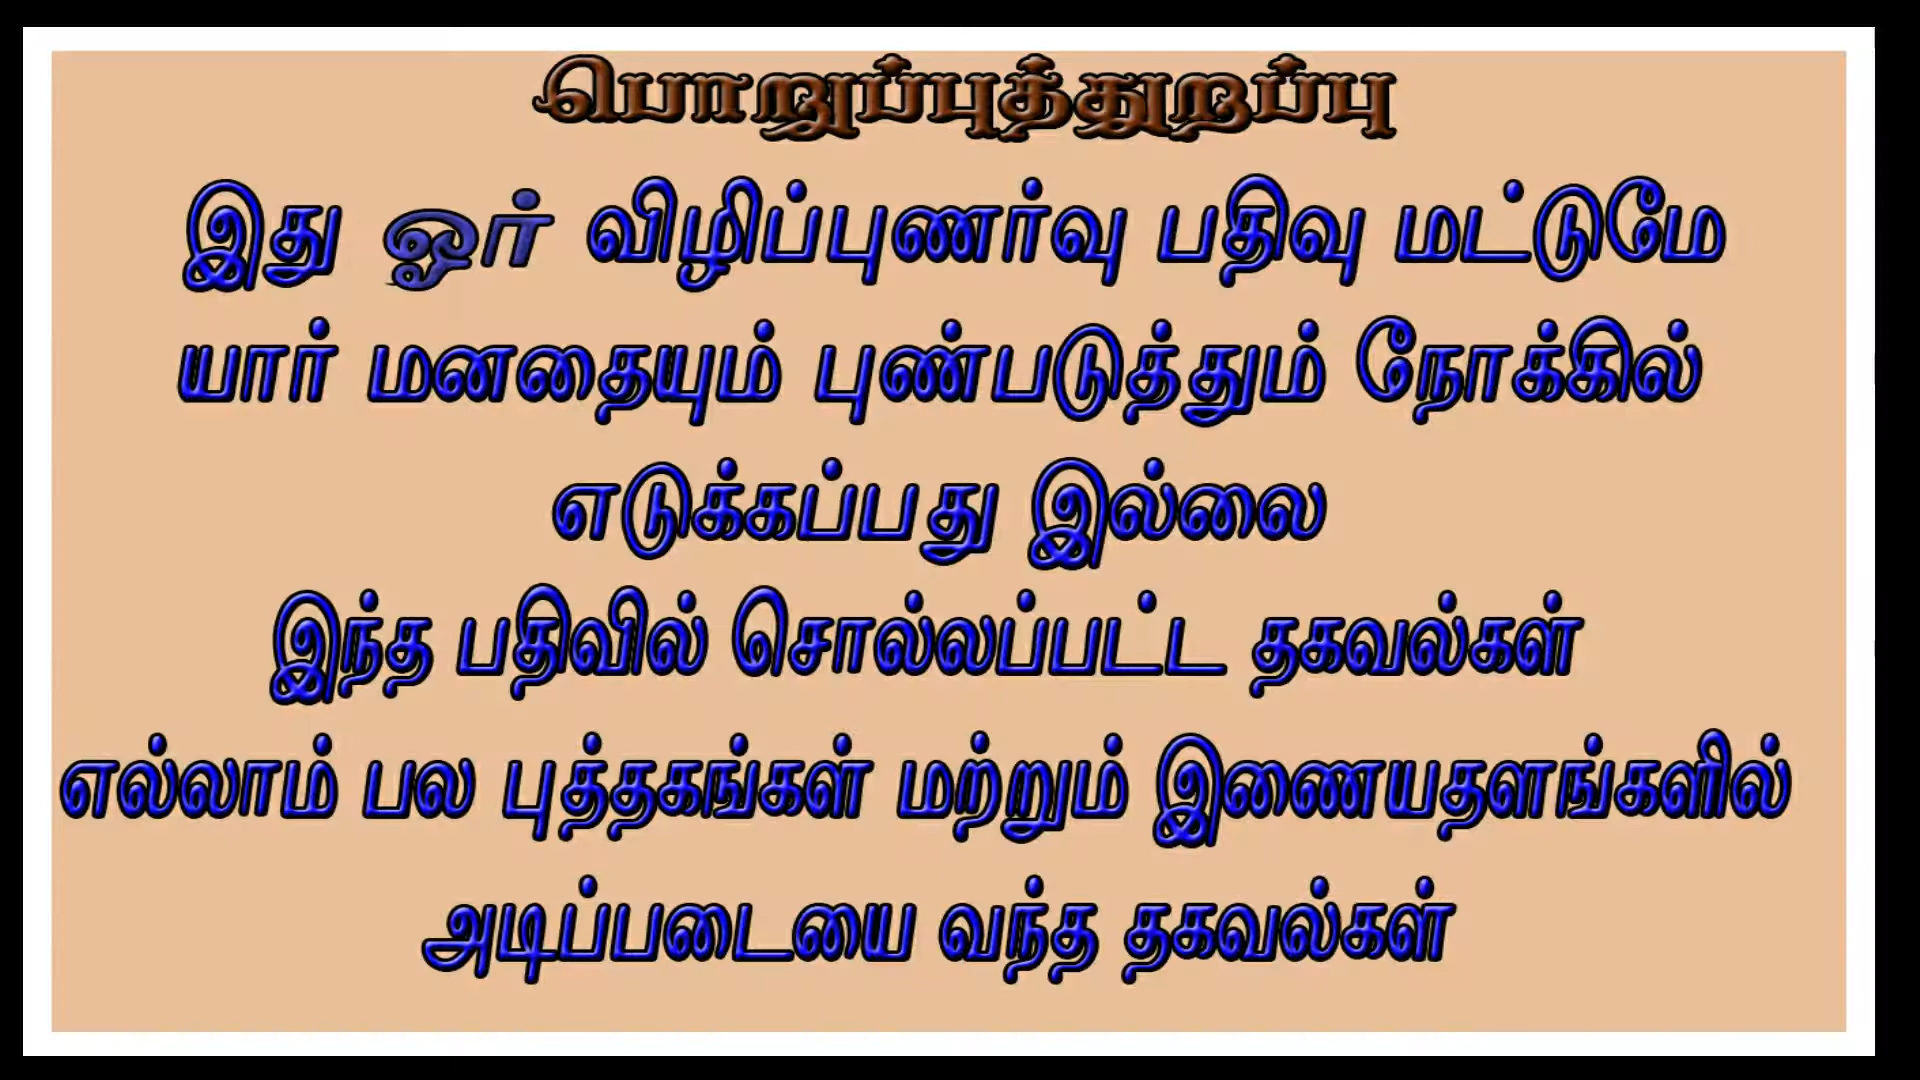 பொறுப்புத்துறப்பு
இது ஓர் விழிப்புணர்வு பதிவு மட்டுமே
யார் மனதையும் புண்படுத்தும் நோக்கில்
எடுக்கப்பது இல்லை
இந்த பதிவில் சொல்லப்பட்ட தகவல்கள்
எல்லாம் பல புத்தகங்கள் மற்றும் இணையதளங்களில்
அடிப்படையை வந்த தகவல்கள்